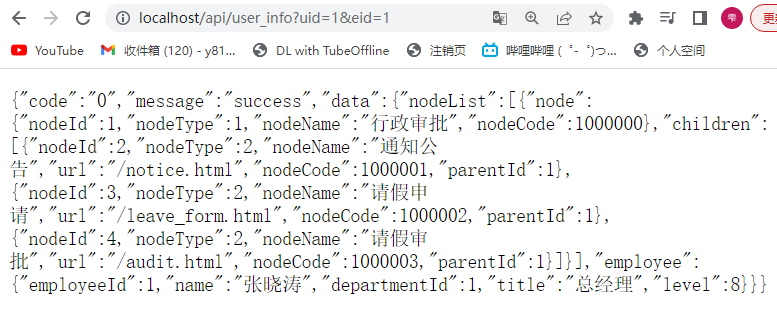 localhost/api/user_info?uid=1&eid=1
零 更新
YouTube 收件箱 (120) - y81... DL with TubeOffline 注销页 哔哩哔哩 ( ゜- ゜)つ... 个人空间
{"code":"0","message":"success","data":{"nodeList":[{"node":
{"nodeId":1,"nodeType":1,"nodeName":"行政审批","nodeCode":1000000},"children":
[{"nodeId":2,"nodeType":2,"nodeName":"通知公
告","url":"/notice.html","nodeCode":1000001,"parentId":1},
{"nodeId":3,"nodeType":2,"nodeName":"请假申
请","url":"/leave_form.html","nodeCode":1000002,"parentId":1},
{"nodeId":4,"nodeType":2,"nodeName":"请假审
批","url":"/audit.html","nodeCode":1000003,"parentId":1}]}],"employee":
{"employeeId":1,"name":"张晓涛","departmentId":1,"title":"总经理","level":8}}}